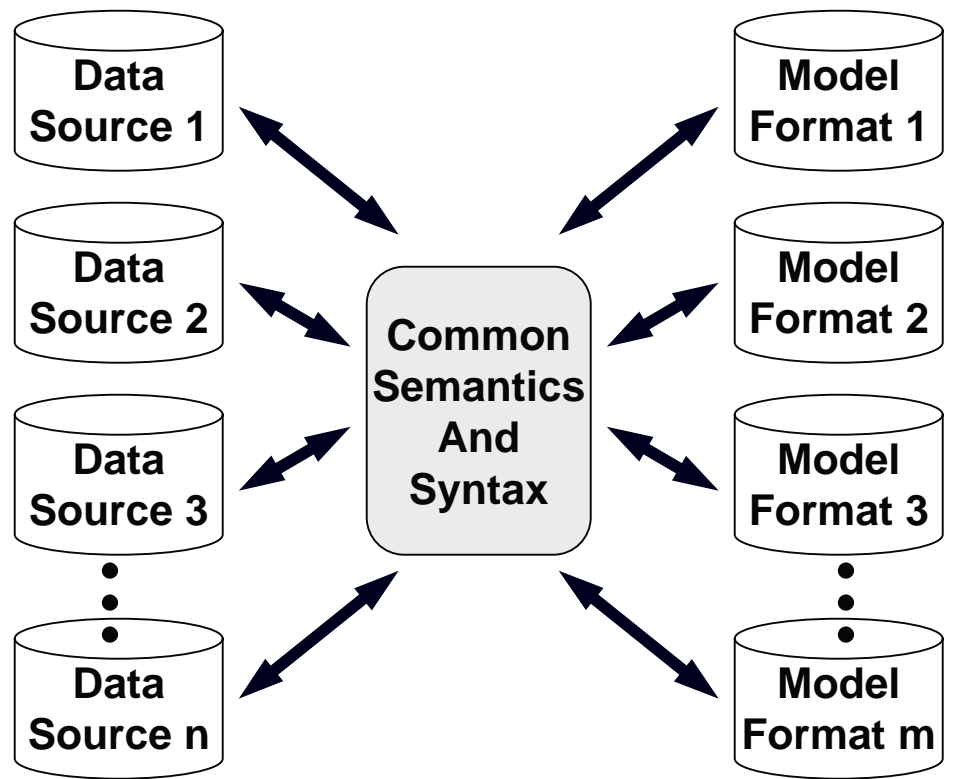 Data
Source 1
Data
Source 2
Data
Source 3
Data
Source n
Common
Semantics
And
Syntax
Model
Format 1
Model
Format 2
Model
Format 3
Model
Format m